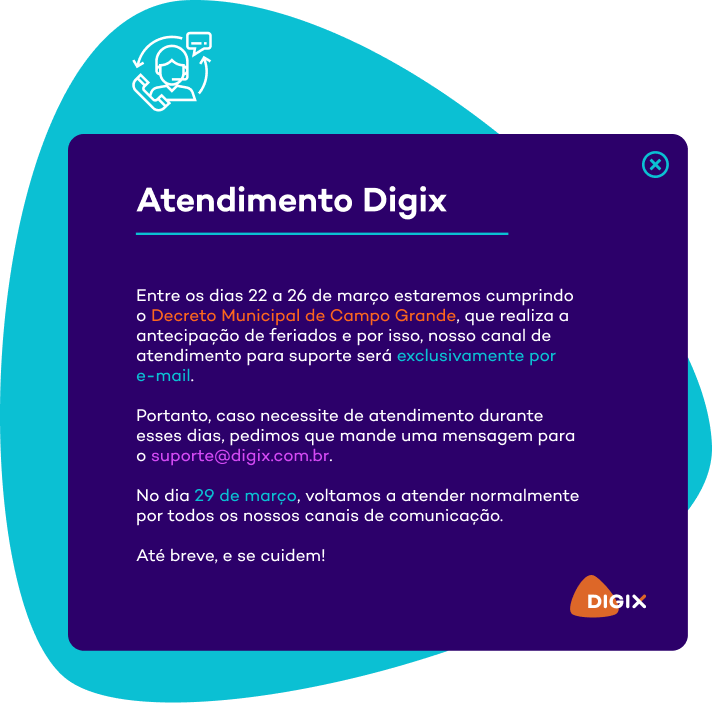 Atendimento Digix
Entre os dias 22 a 26 de março estaremos cumprindo
o Decreto Municipal de Campo Grande, que realiza a
antecipação de feriados e por isso, nosso canal de
atendimento para suporte será exclusivamente por
e-mail.
Portanto, caso necessite de atendimento durante
esses dias, pedimos que mande uma mensagem para
o suporte@digix.com.br.
No dia 29 de março, voltamos a atender normalmente
por todos os nossos canais de comunicação.
Até breve, e se cuidem!
DIGIX